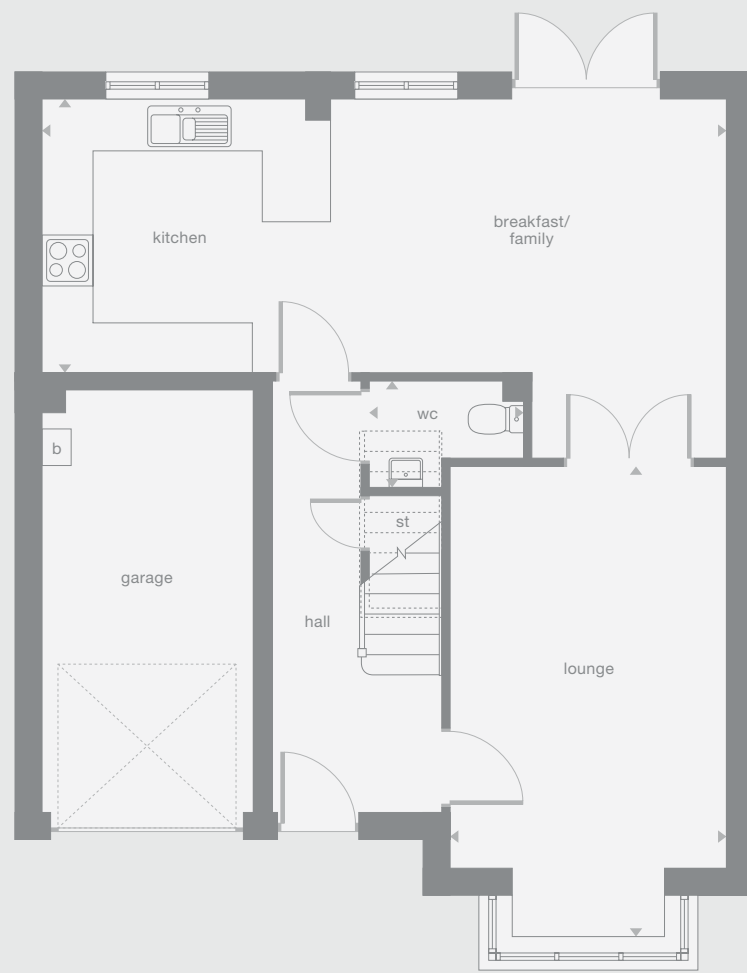 kitchen
breakfast/
family
wc
b
st
garage
hall
lounge